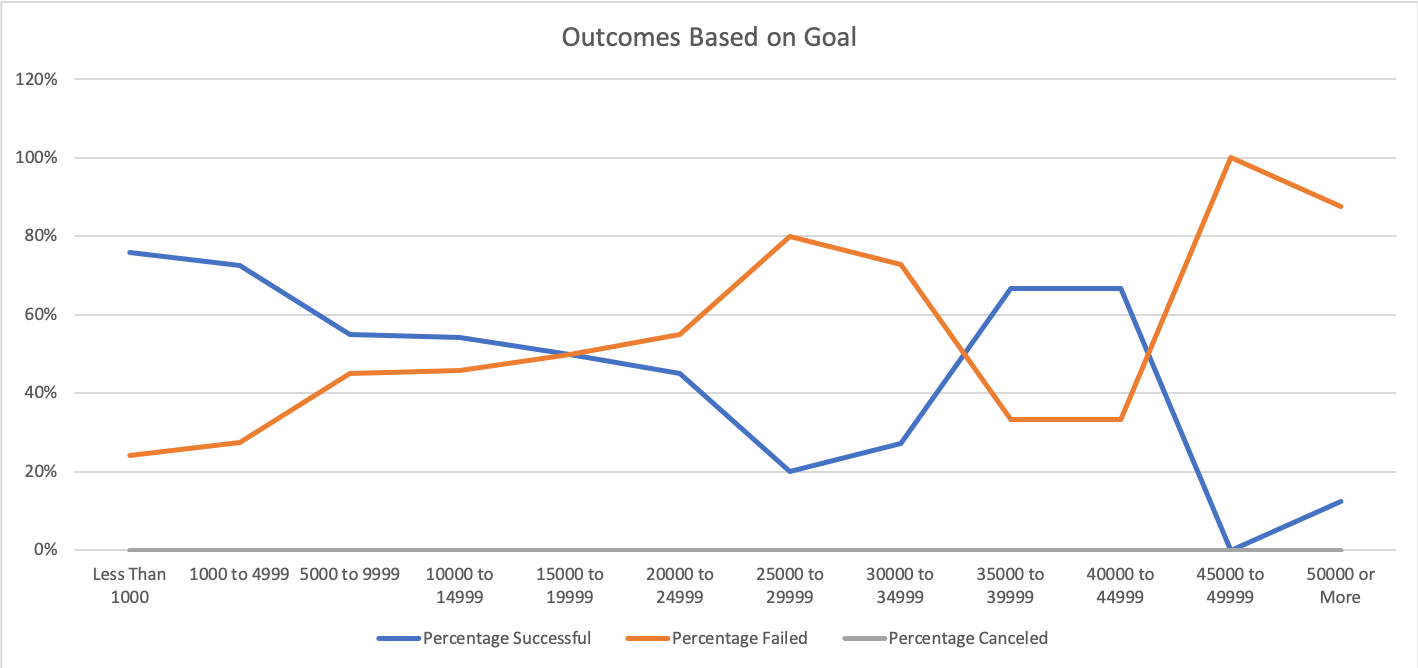 Outcomes Based on Goal
120%
100%
80%
60%
40%
20%
0%
Less Than
1000
1000 to 4999
5000 to 9999
10000 to
14999
15000 to
19999
20000 to
24999
25000 to
29999
30000 to
34999
35000 to
39999
40000 to
44999
45000 to
49999
50000 or
More
Percentage Successful
Percentage Failed
Percentage Canceled